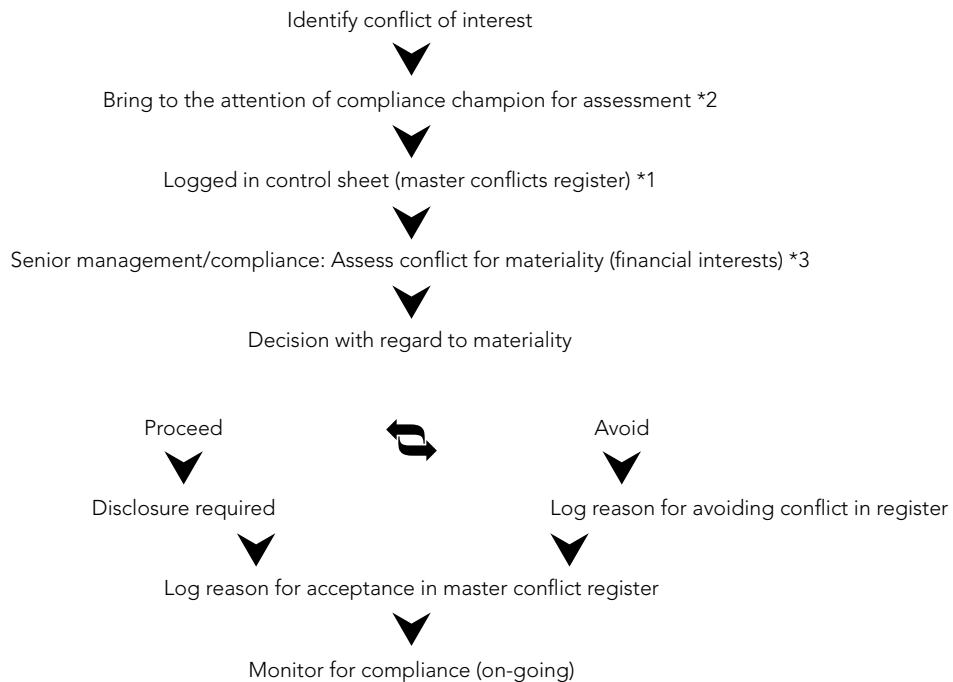 Identify conflict of interest
Bring to the attention of compliance champion for assessment *2
Logged in control sheet (master conflicts register) *1
Senior management/compliance: Assess conflict for materiality (financial interests) *3
Decision with regard to materiality
Proceed
Avoid
Disclosure required
Log reason for avoiding conflict in register
Log reason for acceptance in master conflict register
Monitor for compliance (on-going)